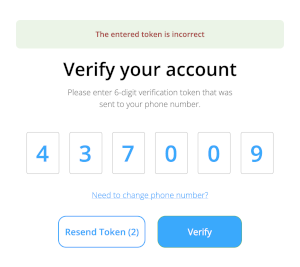 The entered token is incorrect
Verify your account
Please enter 6-digit verification token that was
sent to your phone number.
4 3 7 0 0 9
Need to change phone number?
Resend Token (2) Verify